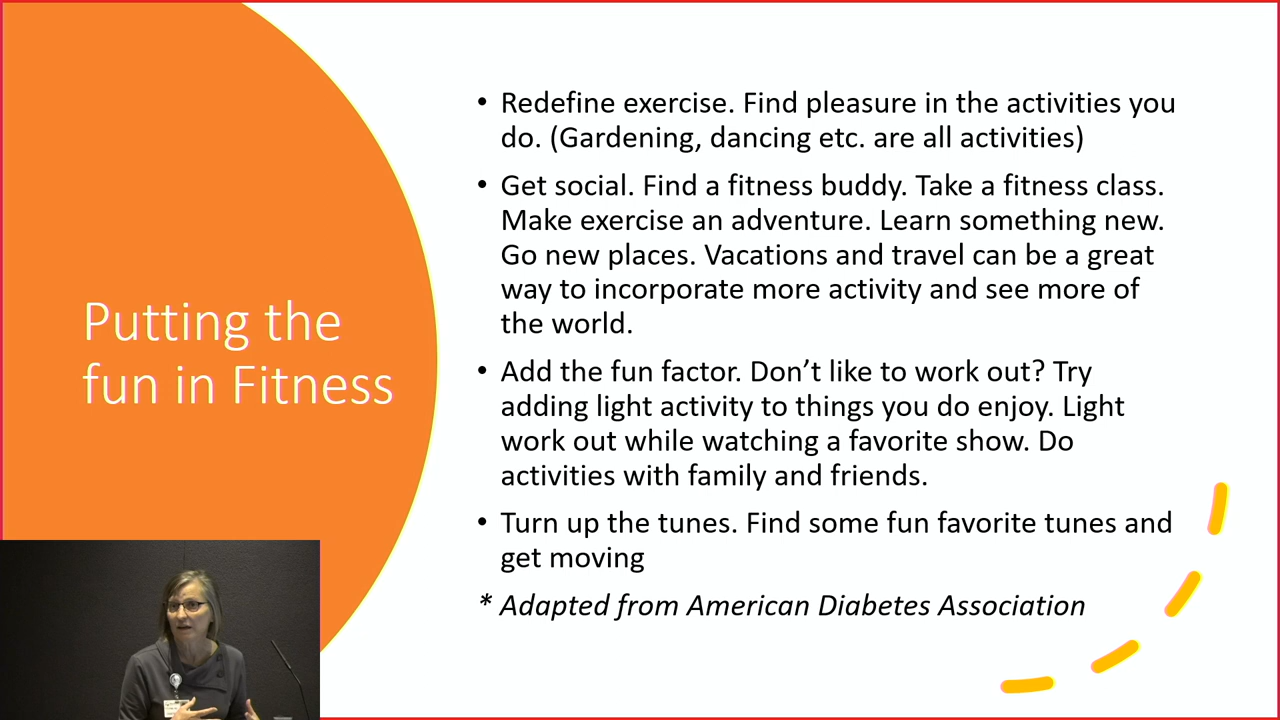 Putting the
fun in Fitness
• Redefine exercise. Find pleasure in the activities you
do. (Gardening, dancing etc. are all activities)
• Get social. Find a fitness buddy. Take a fitness class.
Make exercise an adventure. Learn something new.
Go new places. Vacations and travel can be a great
way to incorporate more activity and see more of
the world.
• Add the fun factor. Don’t like to work out? Try
adding light activity to things you do enjoy. Light
work out while watching a favorite show. Do
activities with family and friends.
• Turn up the tunes. Find some fun favorite tunes and
get moving
* Adapted from American Diabetes Association